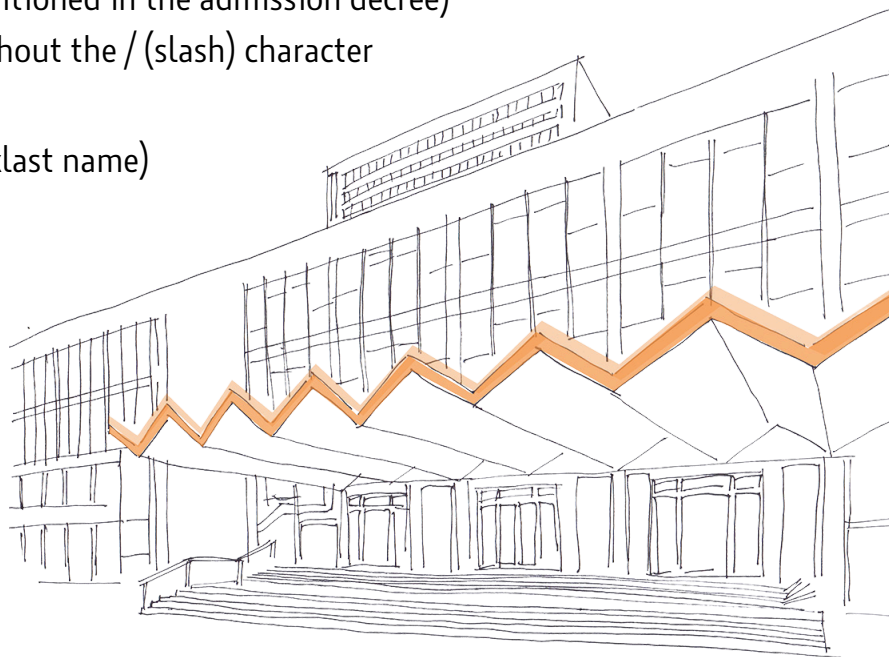 tioned in the admission decree)
hout the / (slash) character
last name)